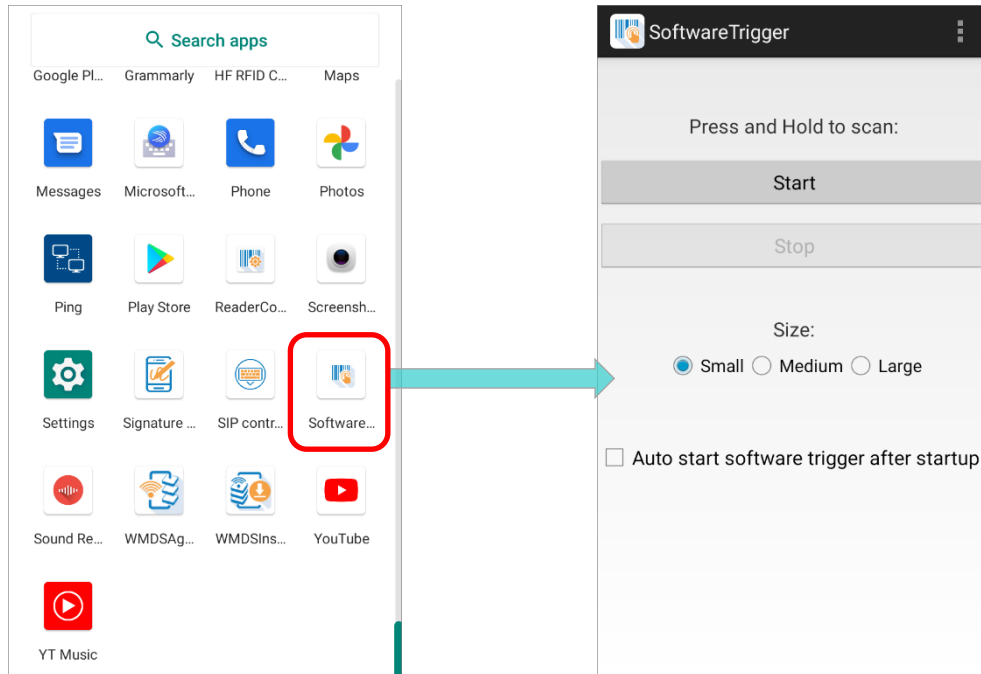 Search apps
Google Pl... Grammarly HF RFID C... Maps
Messages Microsoft... Phone Photos
Ping Play Store ReaderCo... Screensh...
Settings Signature ... SIP contr... Software...
Sound Re... WMDSAg... WMDSIns... YouTube
YT Music
SoftwareTrigger
Press and Hold to scan:
Start
Stop
Size:
Small Medium Large
Auto start software trigger after startup